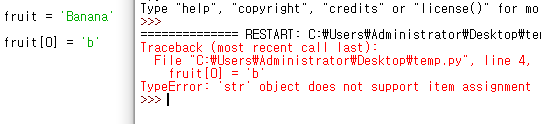 fruit = 'Banana'
fruit[0] = 'b'
Type "help", "copyright", "credits" or "license()" for mo
>>>
============== RESTART: C:₩Users₩Administrator₩Desktop₩tem
Traceback (most recent call last):
File "C:₩Users₩Administrator₩Desktop₩temp.py", line 4,
fruit[0] = 'b'
TypeError: 'str' object does not support item assignment
>>>